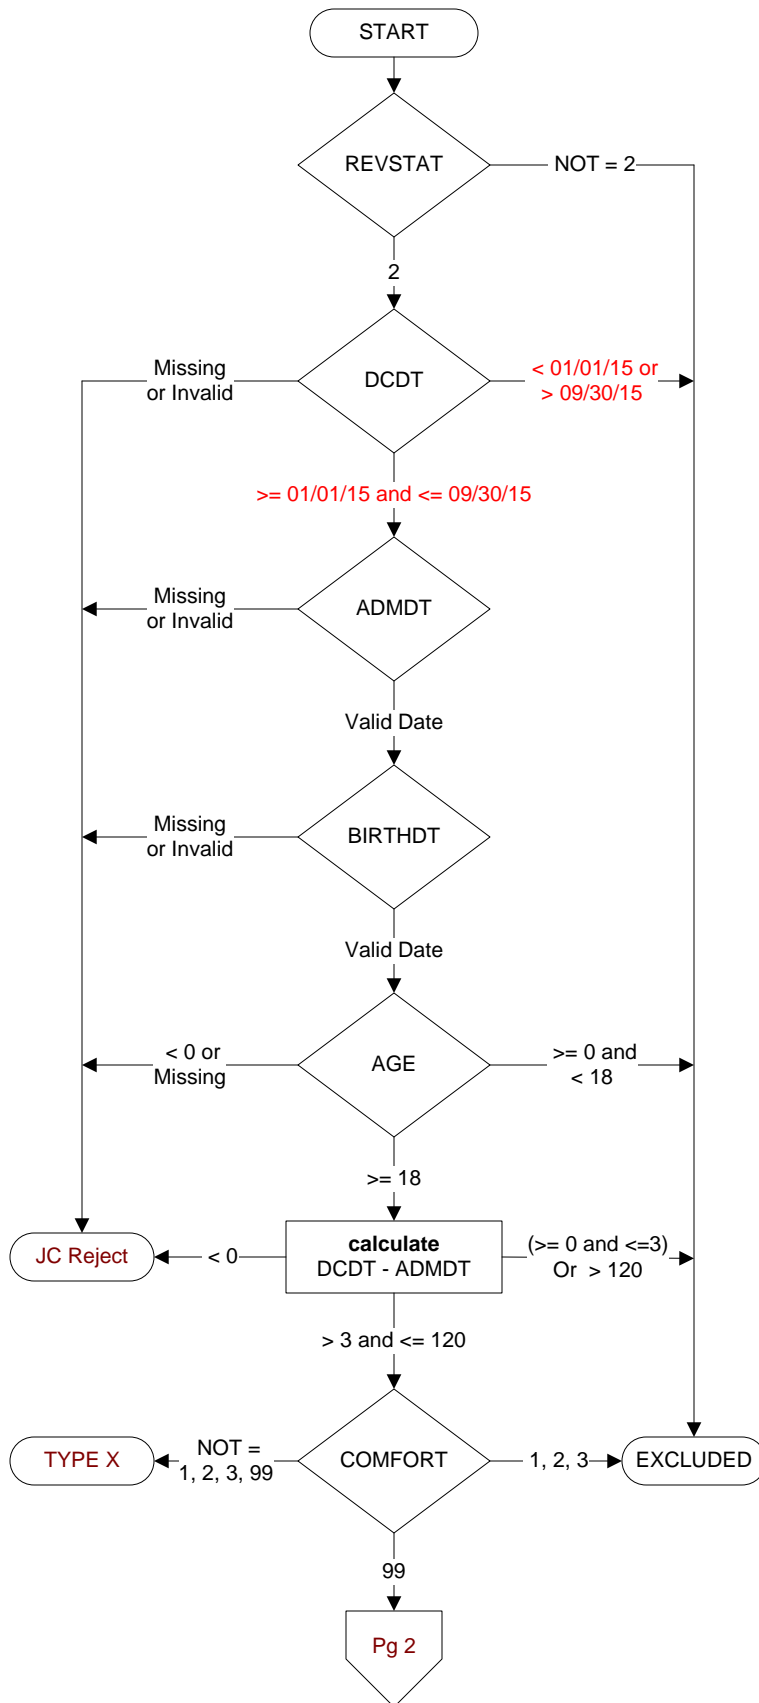 START
REVSTAT
NOT = 2
2
Missing
or Invalid
DCDT
< 01/01/15 or
> 09/30/15
>= 01/01/15 and <= 09/30/15
Missing
or Invalid
ADMDT
Valid Date
Missing
or Invalid
BIRTHDT
Valid Date
< 0 or
Missing
AGE
>= 0 and
< 18
>= 18
JC Reject
< 0
calculate
DCDT - ADMDT
(>= 0 and <=3)
Or > 120
> 3 and <= 120
TYPE X
NOT =
1, 2, 3, 99
COMFORT
1, 2, 3
EXCLUDED
99
Pg 2